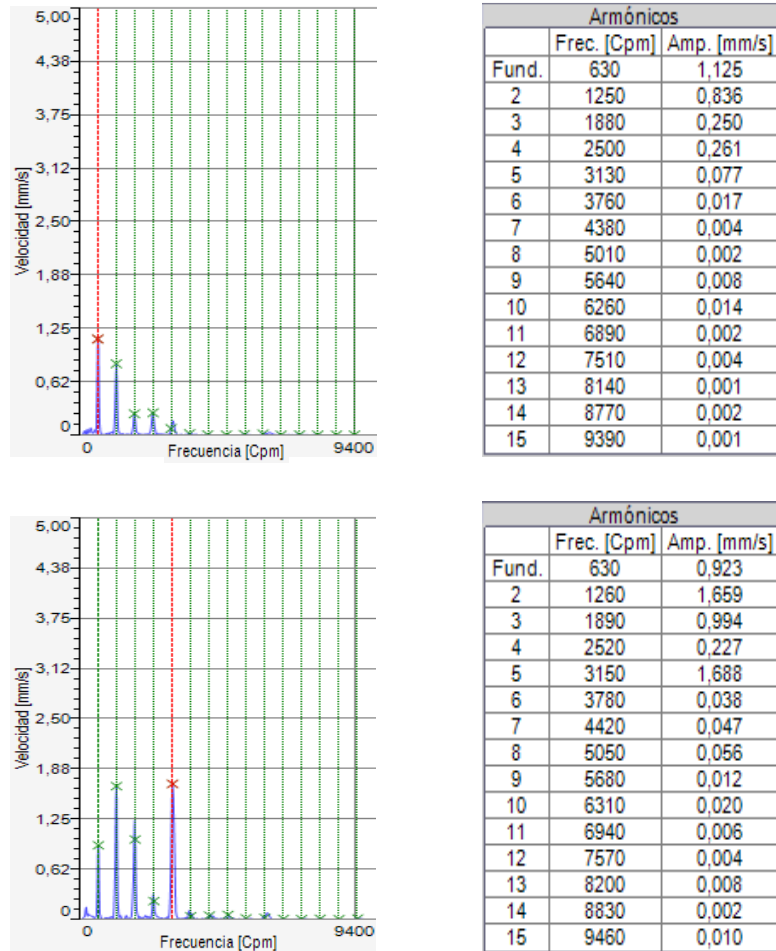 5,00
4,38
3,75
3,12
2,50
1,88
1,25
0,62
0
Velocidad [mm/s]
0 9400
Frecuencia [Cpm]
Armónicos
Frec. [Cpm] Amp. [mm/s]
Fund. 630 1,125
2 1250 0,836
3 1880 0,250
4 2500 0,261
5 3130 0,077
6 3760 0,017
7 4380 0,004
8 5010 0,002
9 5640 0,008
10 6260 0,014
11 6890 0,002
12 7510 0,004
13 8140 0,001
14 8770 0,002
15 9390 0,001
5,00
4,38
3,75
3,12
2,50
1,88
1,25
0,62
0
Velocidad [mm/s]
0 9400
Frecuencia [Cpm]
Armónicos
Frec. [Cpm] Amp. [mm/s]
Fund. 630 0,923
2 1260 1,659
3 1890 0,994
4 2520 0,227
5 3150 1,688
6 3780 0,038
7 4420 0,047
8 5050 0,056
9 5680 0,012
10 6310 0,020
11 6940 0,006
12 7570 0,004
13 8200 0,008
14 8830 0,002
15 9460 0,010